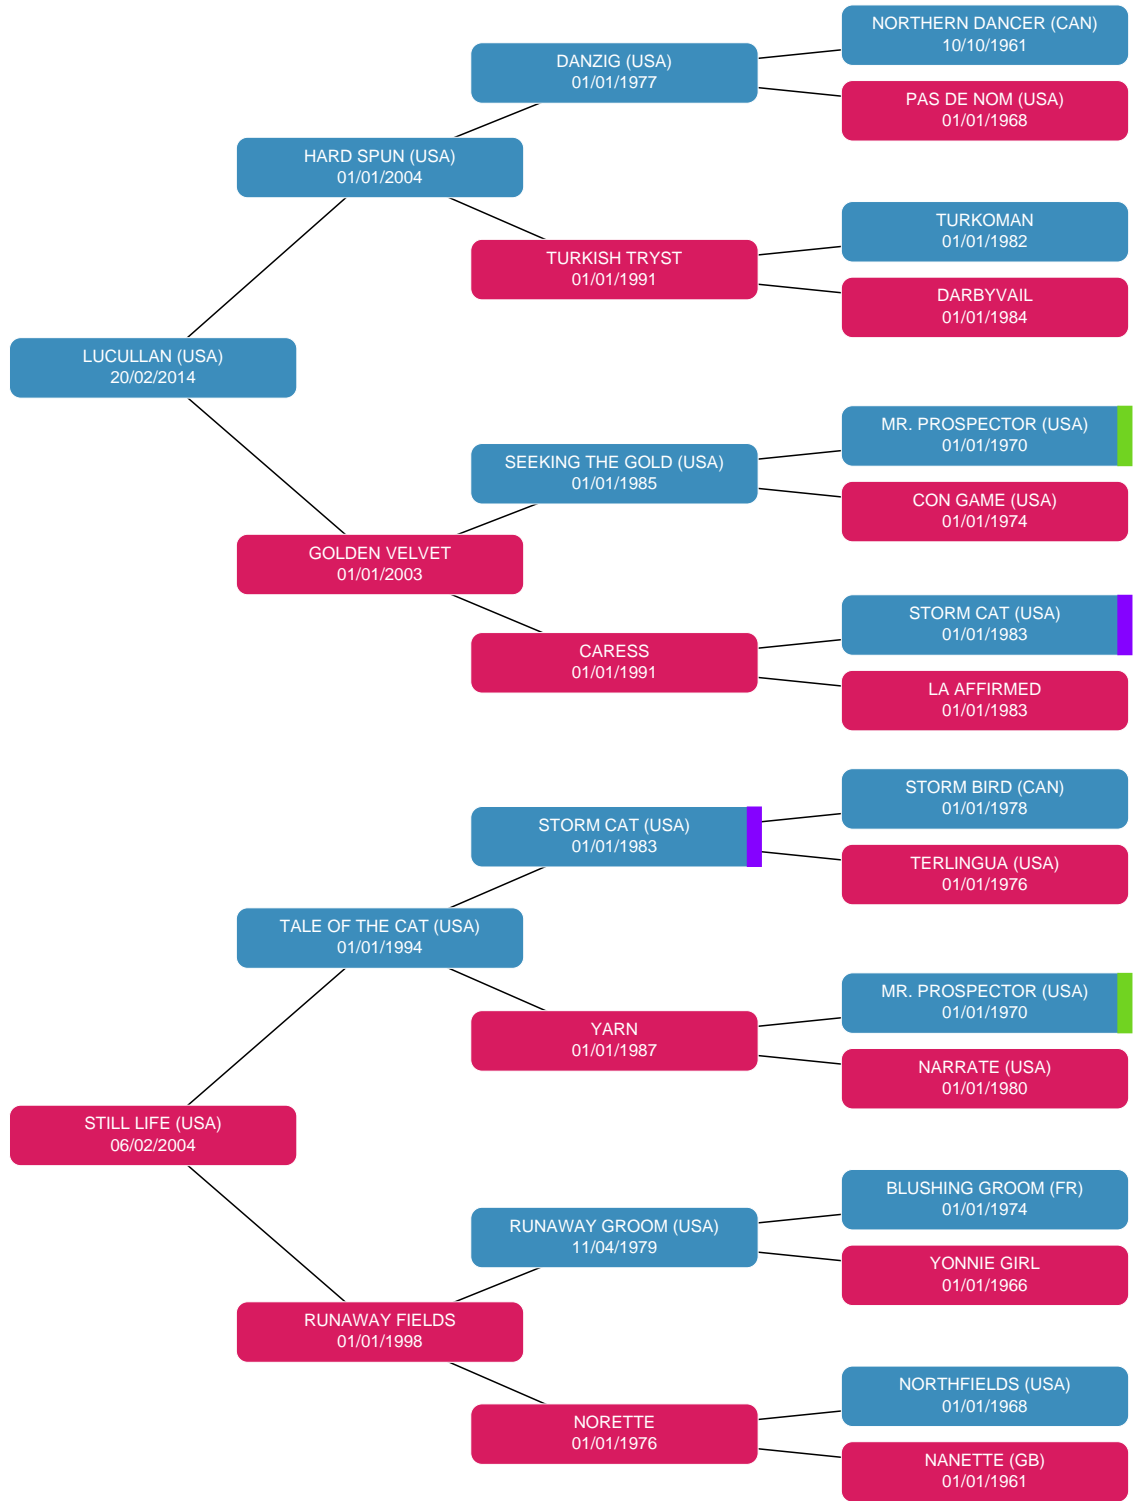 NORTHERN DANCER (CAN)
10/10/1961
DANZIG (USA)
01/01/1977
PAS DE NOM (USA)
01/01/1968
HARD SPUN (USA)
01/01/2004
TURKOMAN
01/01/1982
TURKISH TRYST
01/01/1991
DARBYVAIL
01/01/1984
LUCULLAN (USA)
20/02/2014
MR. PROSPECTOR (USA)
01/01/1970
SEEKING THE GOLD (USA)
01/01/1985
CON GAME (USA)
01/01/1974
GOLDEN VELVET
01/01/2003
STORM CAT (USA)
01/01/1983
CARESS
01/01/1991
LA AFFIRMED
01/01/1983
STORM BIRD (CAN)
01/01/1978
STORM CAT (USA)
01/01/1983
TERLINGUA (USA)
01/01/1976
TALE OF THE CAT (USA)
01/01/1994
MR. PROSPECTOR (USA)
01/01/1970
YARN
01/01/1987
NARRATE (USA)
01/01/1980
STILL LIFE (USA)
06/02/2004
BLUSHING GROOM (FR)
01/01/1974
RUNAWAY GROOM (USA)
11/04/1979
YONNIE GIRL
01/01/1966
RUNAWAY FIELDS
01/01/1998
NORTHFIELDS (USA)
01/01/1968
NORETTE
01/01/1976
NANETTE (GB)
01/01/1961